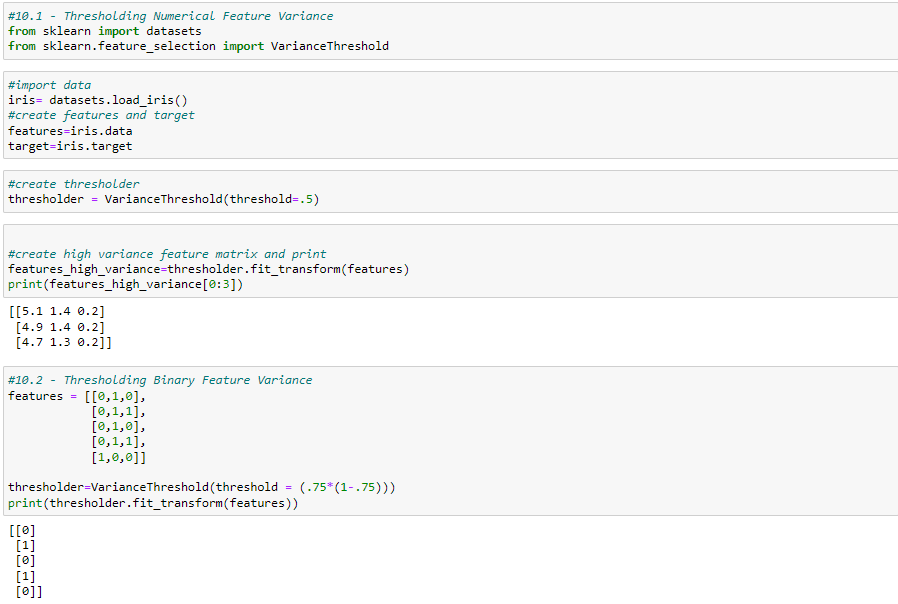 #10.1 - Thresholding Numerical Feature Variance
from sklearn import datasets
from sklearn.feature_selection import VarianceThreshold
#import data
iris= datasets.load_iris()
#create features and target
features=iris.data
target=iris.target
#create thresholder
thresholder = VarianceThreshold(threshold=.5)
#create high variance feature matrix and print
features_high_variance=thresholder.fit_transform(features)
print(features_high_variance[0:3])
[[5.1 1.4 0.2]
 [4.9 1.4 0.2]
 [4.7 1.3 0.2]]
#10.2 - Thresholding Binary Feature Variance
features = [[0,1,0],
            [0,1,1],
            [0,1,0],
            [0,1,1],
            [1,0,0]]
thresholder=VarianceThreshold(threshold = (.75*(1-.75)))
print(thresholder.fit_transform(features))
[[0]
 [1]
 [0]
 [1]
 [0]]